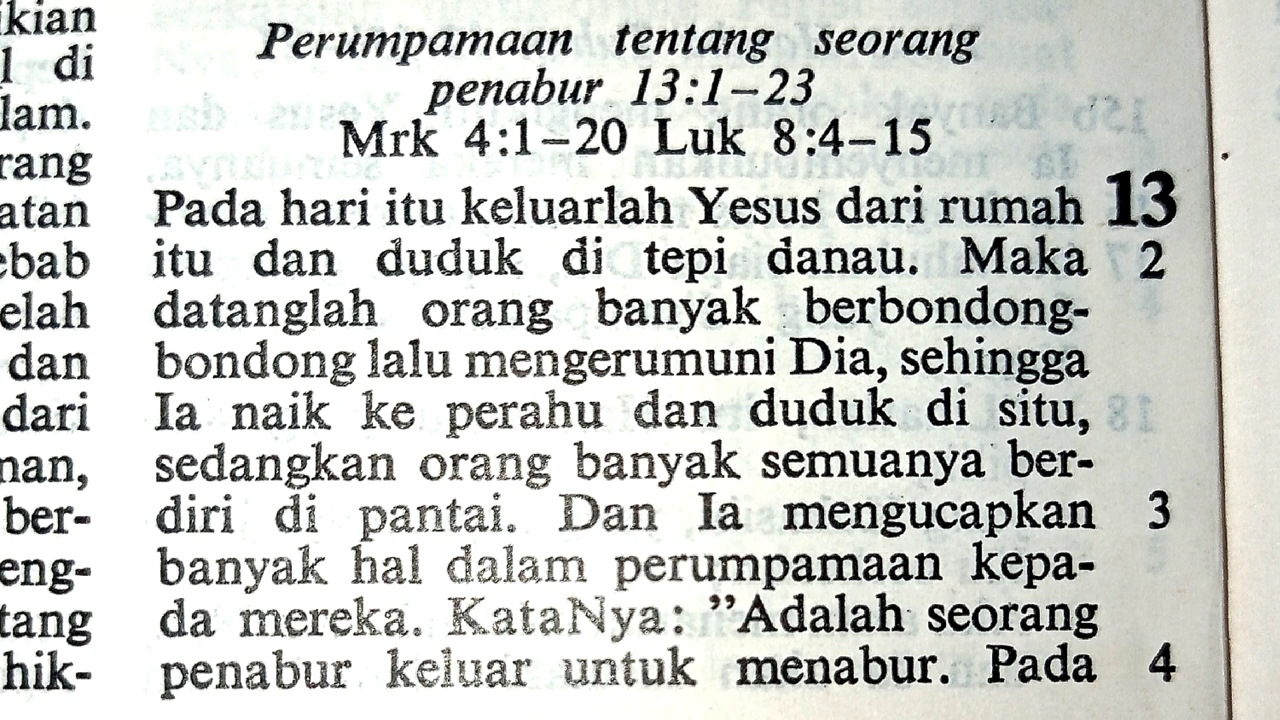 Perumpamaan tentang seorang
penabur 13:1–23
Mrk 4:1–20 Luk 8:4–15
Pada hari itu keluarlah Yesus dari rumah 13
itu dan duduk di tepi danau. Maka 2
datanglah orang banyak berbondong-
bondong lalu mengerumuni Dia, sehingga
Ia naik ke perahu dan duduk di situ,
sedangkan orang banyak semuanya ber-
diri di pantai. Dan Ia mengucapkan 3
banyak hal dalam perumpamaan kepa-
da mereka. KataNya: ”Adalah seorang
penabur keluar untuk menabur. Pada 4